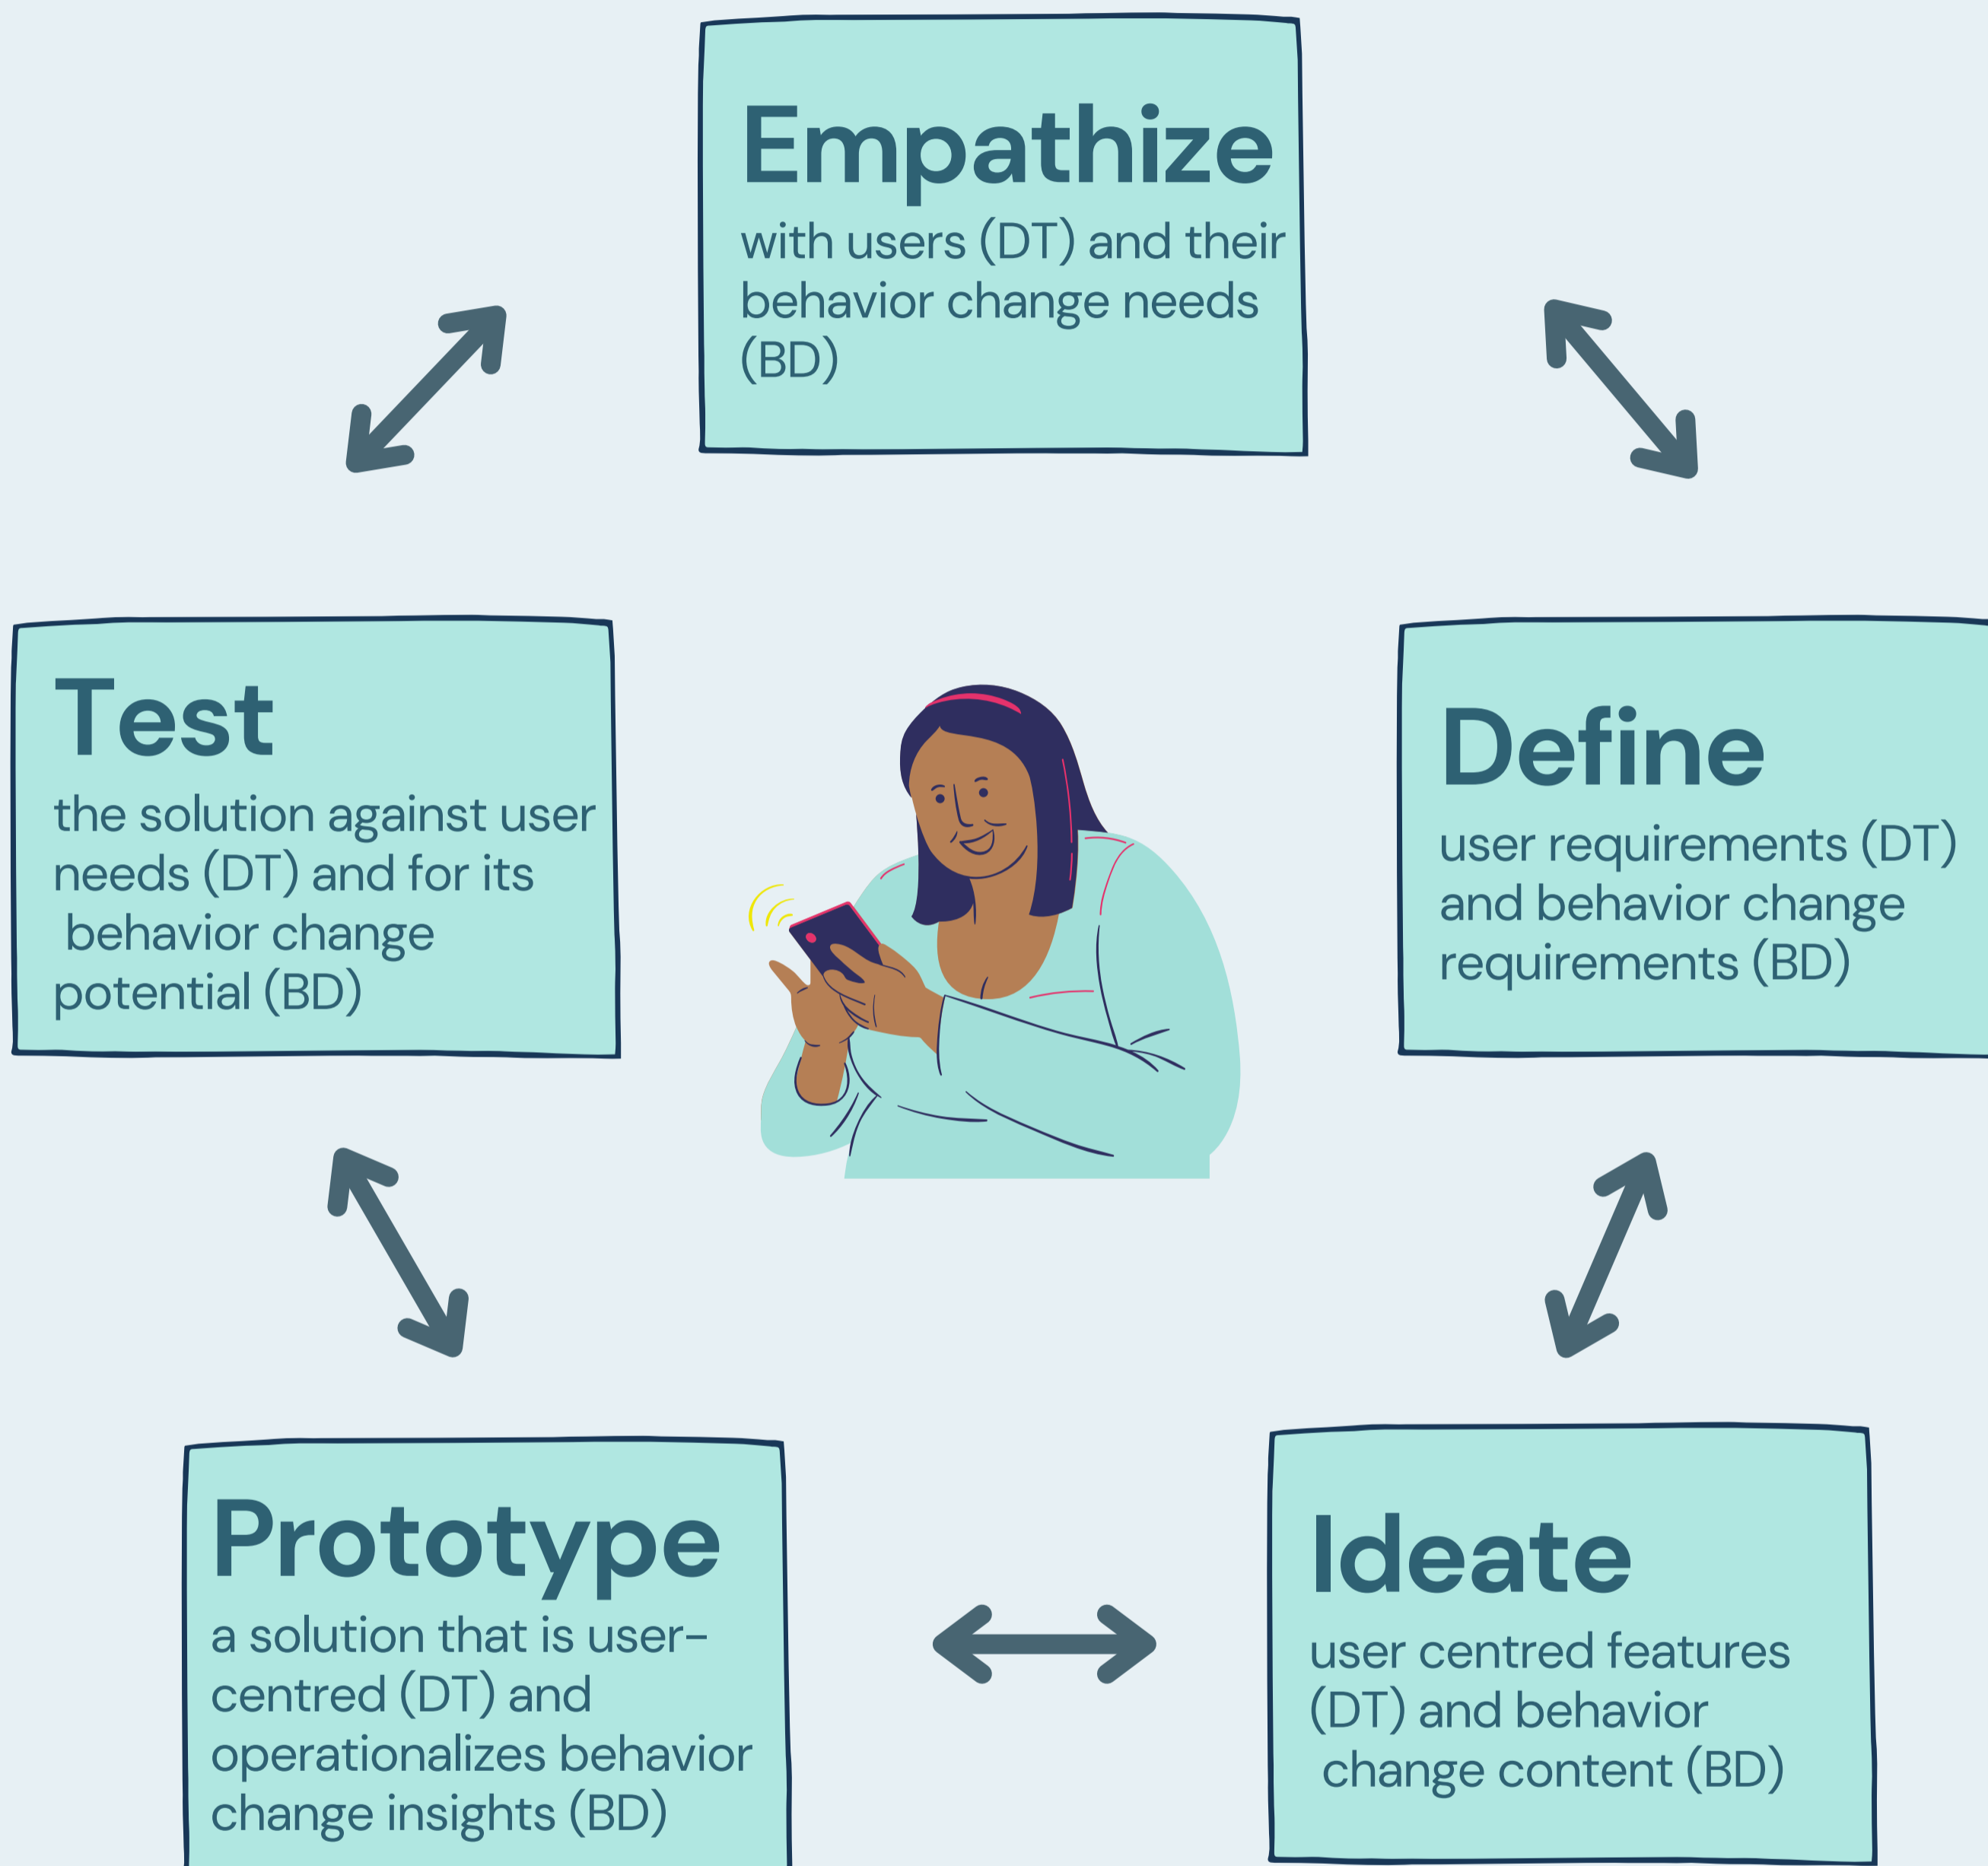 Empathize
with users (DT) and their
behavior change needs
(BD)
Test
the solution against user
needs (DT) and for its
behavior change
potential (BD)
Define
user requirements (DT)
and behavior change
requirements (BD)
Prototype
a solution that is user-
centred (DT) and
operationalizes behavior
change insights (BD)
Ideate
user centred features
(DT) and behavior
change content (BD)